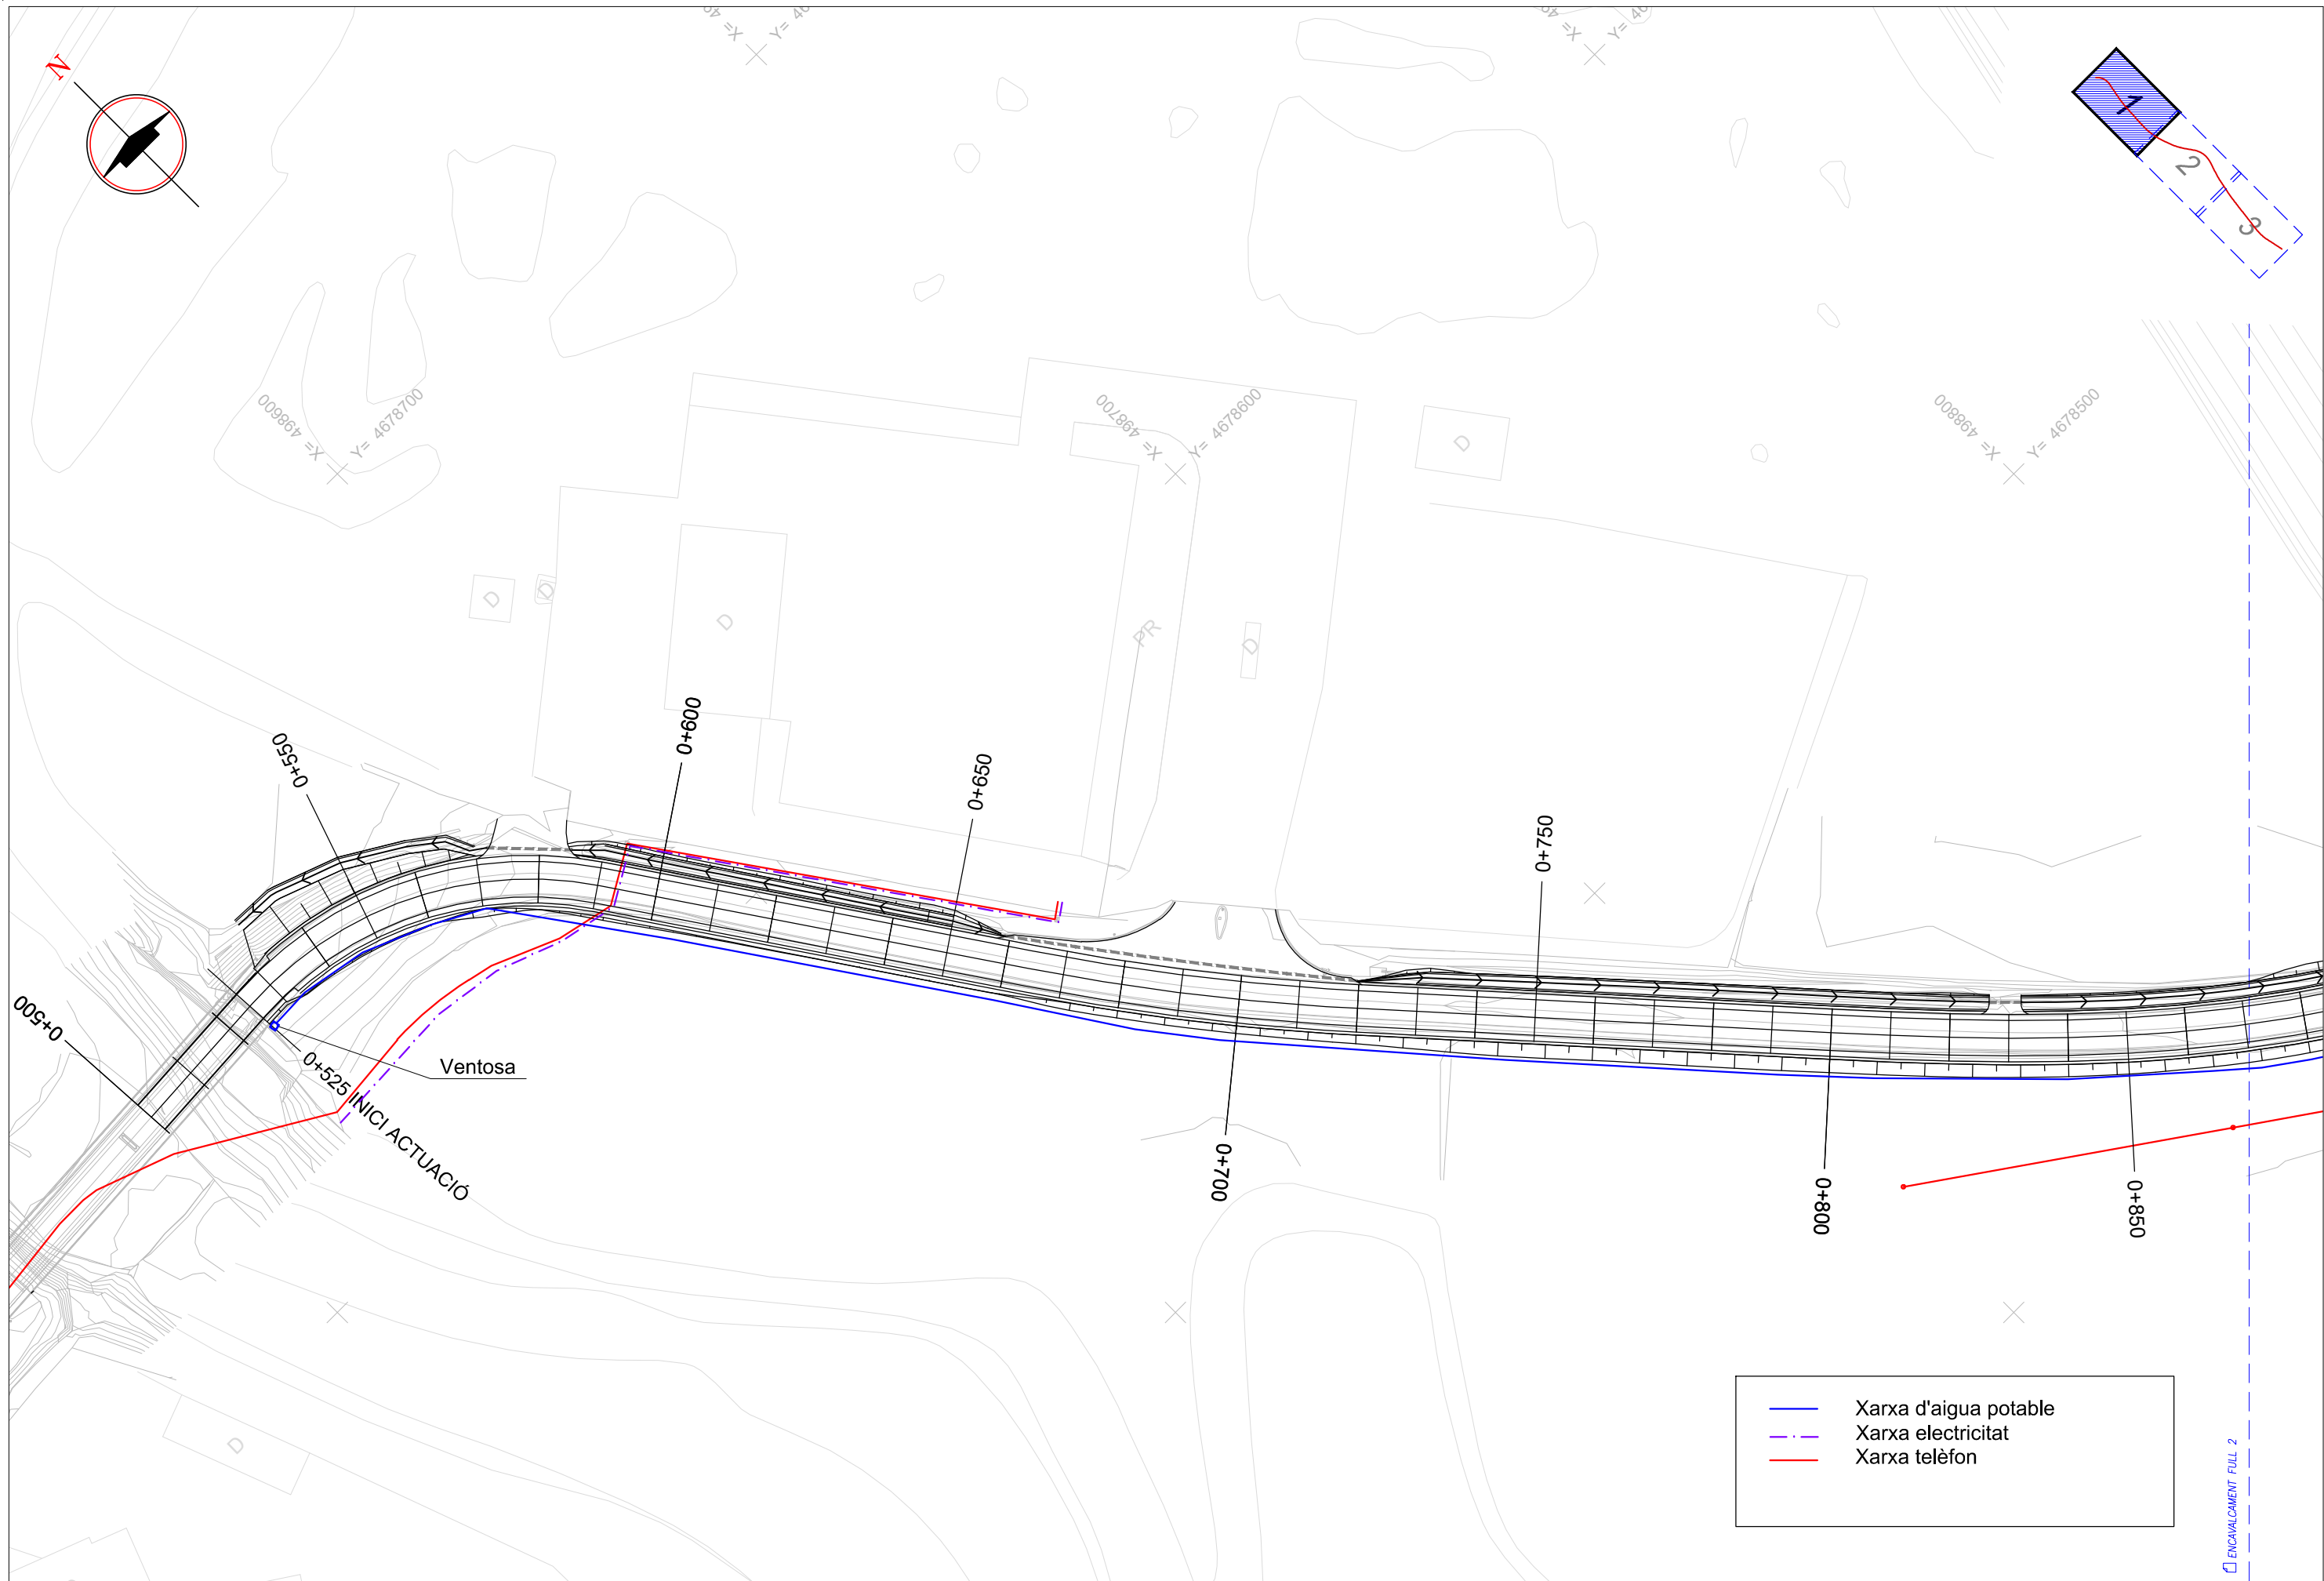 N
1
2
3
X= 498600
Y= 4678700
X= 498700
Y= 4678600
X= 498800
Y= 4678500
D
D
D
D
PR
D
0+600
0+550
0+650
0+750
0+500
Ventosa
0+525 INICI ACTUACIÓ
0+700
0+800
0+850
D
Xarxa d'aigua potable
Xarxa electricitat
Xarxa telèfon
ENCAVALCAMENT FULL 2